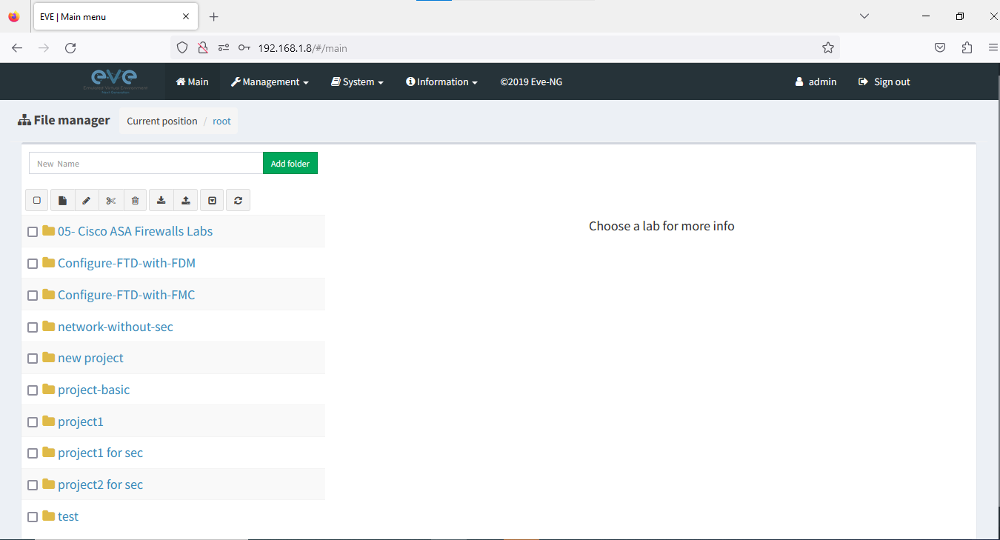 EVE | Main menu
192.168.1.8/#/main
eve
Emulated Virtual Environment
Next Generation
Main
Management
System
Information
©2019 Eve-NG
admin
Sign out
File manager
Current position / root
New Name
Add folder
05- Cisco ASA Firewalls Labs
Choose a lab for more info
Configure-FTD-with-FDM
Configure-FTD-with-FMC
network-without-sec
new project
project-basic
project1
project1 for sec
project2 for sec
test